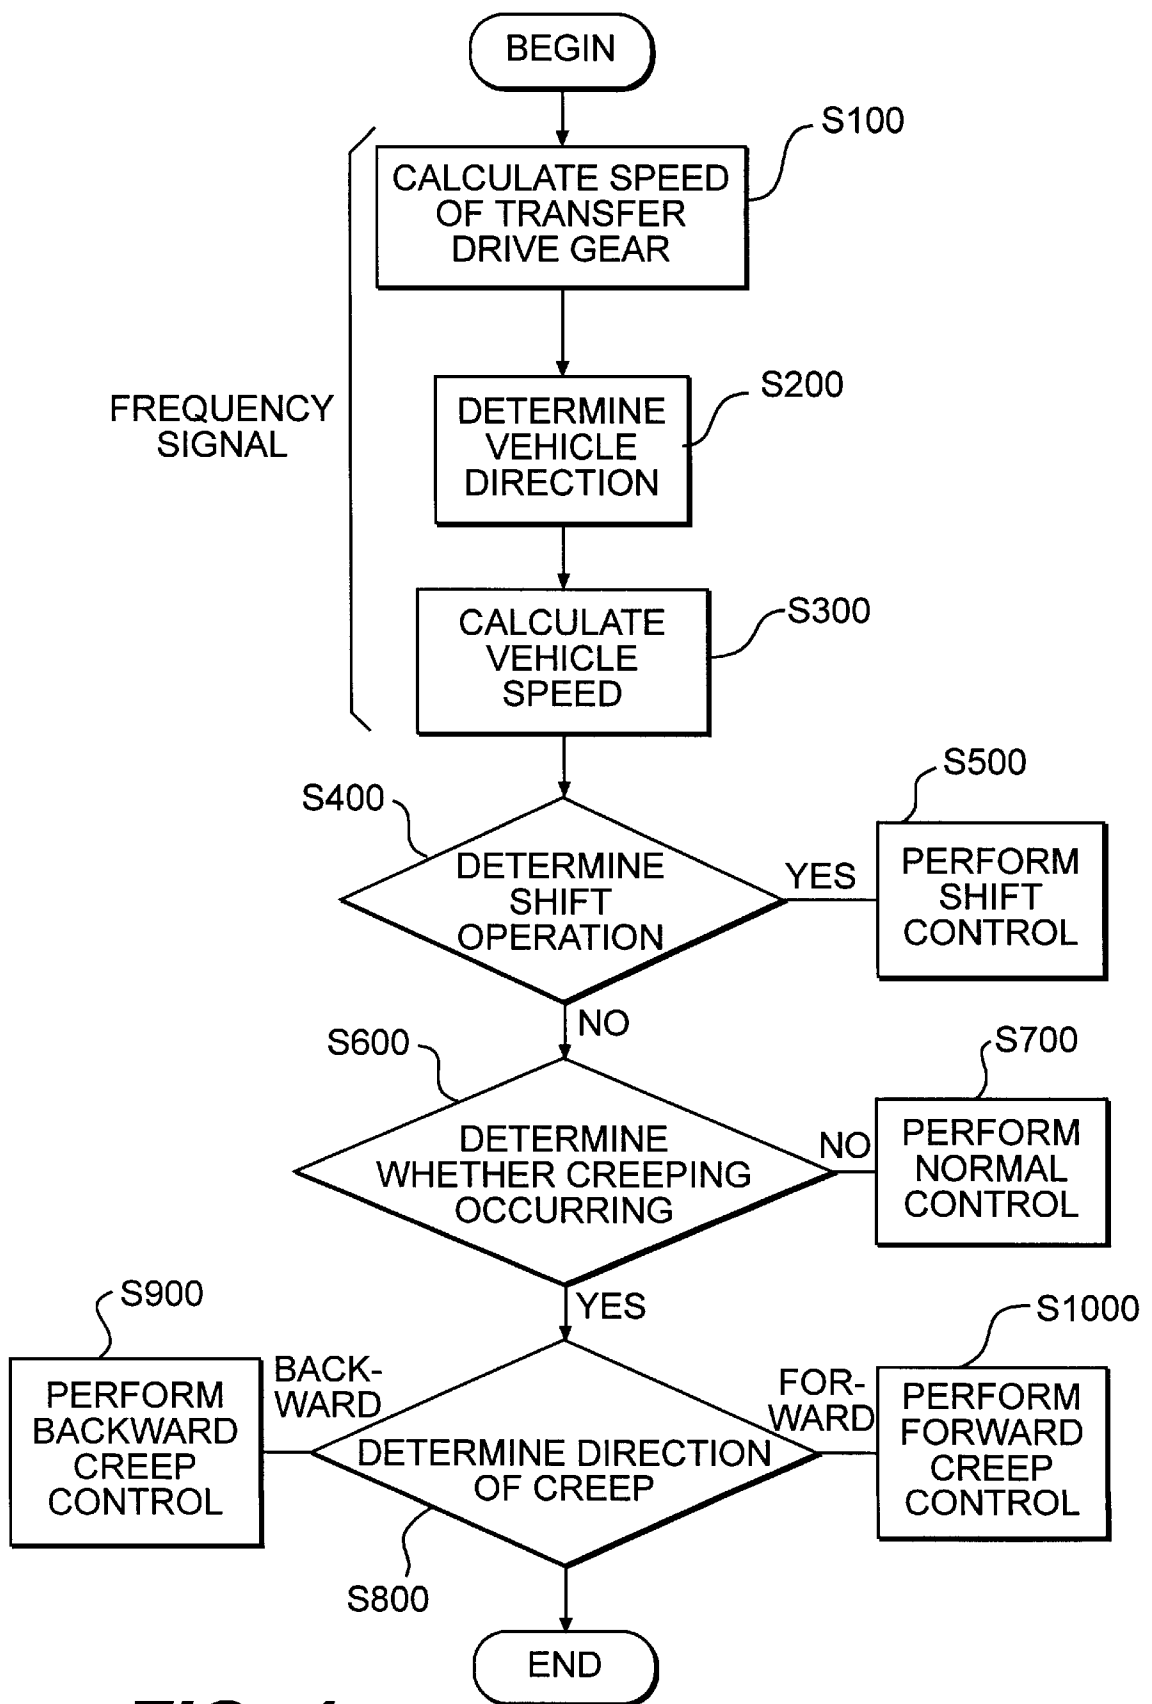 BEGIN
S100
CALCULATE SPEED
OF TRANSFER
DRIVE GEAR
FREQUENCY
SIGNAL
S200
DETERMINE
VEHICLE
DIRECTION
S300
CALCULATE
VEHICLE
SPEED
S400
DETERMINE
SHIFT
OPERATION
YES
S500
PERFORM
SHIFT
CONTROL
NO
S600
DETERMINE
WHETHER CREEPING
OCCURRING
NO
S700
PERFORM
NORMAL
CONTROL
YES
S900
PERFORM
BACKWARD
CREEP
CONTROL
BACK-
WARD
DETERMINE DIRECTION
OF CREEP
S800
FOR-
WARD
S1000
PERFORM
FORWARD
CREEP
CONTROL
END